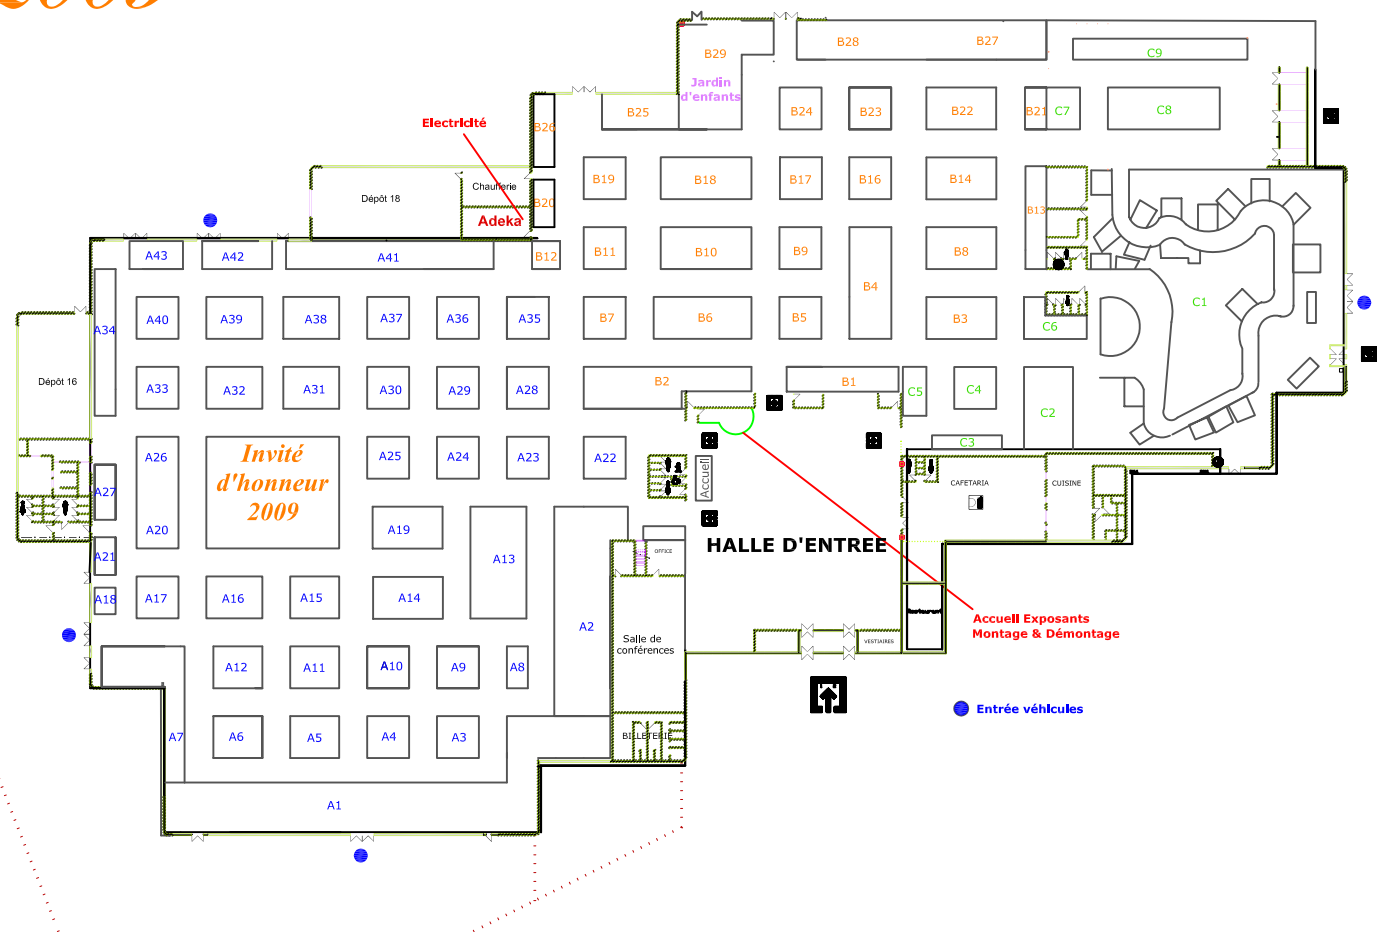 2009
B28
B27
C9
B29
Jardin
d'enfants
B25
B24
B23
B22
B21
C7
C8
Electricité
B26
Chaufferie
Dépôt 18
B19
B18
B17
B16
B14
B20
Adeka
B13
A43
A42
A41
B12
B11
B10
B9
B8
B4
C1
A34
A40
A39
A38
A37
A36
A35
B7
B6
B5
B3
C6
Dépôt 16
A33
A32
A31
A30
A29
A28
B2
B1
C5
C4
C2
C3
A26
Invité
d'honneur
2009
A25
A24
A23
A22
Accueil
A27
CAFETARIA
CUISINE
A20
A19
A13
A21
OFFICE
HALLE D'ENTREE
A18
A17
A16
A15
A14
A2
Salle de
conférences
VESTIAIRES
Accueil Exposants
Montage & Démontage
A12
A11
A10
A9
A8
Entrée véhicules
A7
A6
A5
A4
A3
BILLETERIE
A1